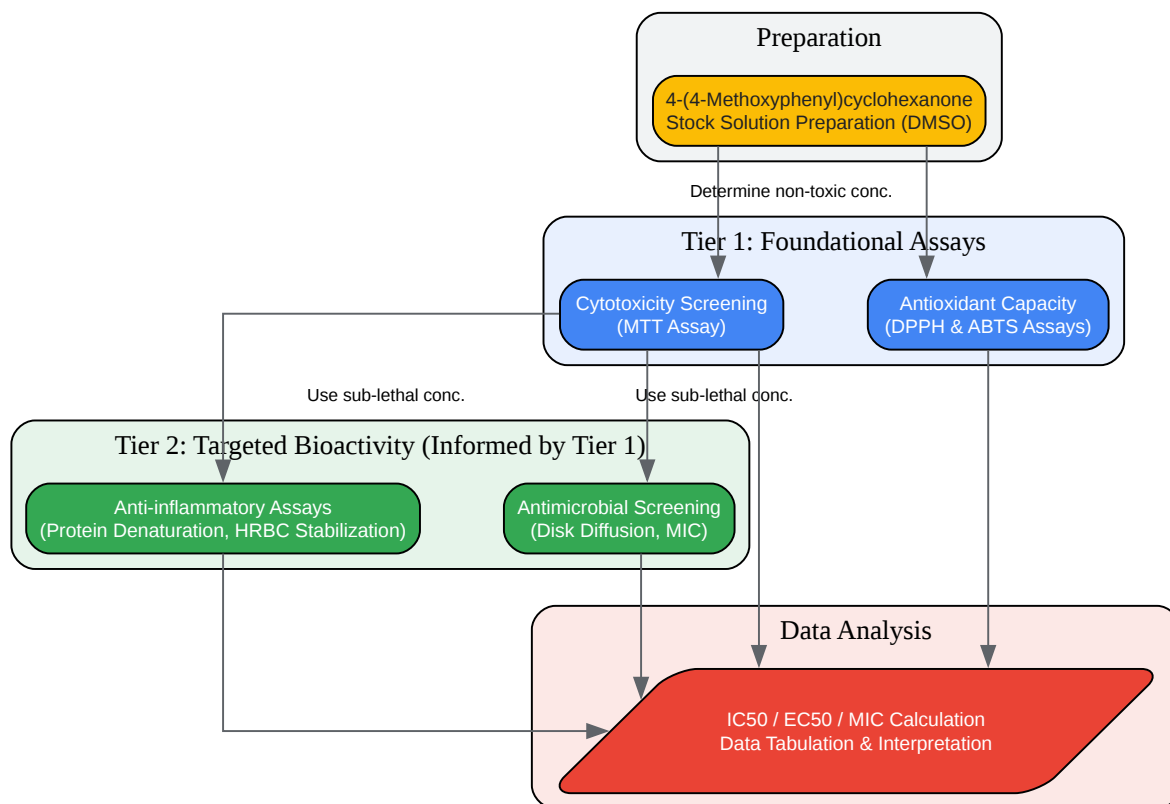 Preparation
4-(4-Methoxyphenyl)cyclohexanone
Stock Solution Preparation (DMSO)
Determine non-toxic conc.
Tier 1: Foundational Assays
Cytotoxicity Screening
(MTT Assay)
Antioxidant Capacity
(DPPH & ABTS Assays)
Use sub-lethal conc.
Use sub-lethal conc.
Tier 2: Targeted Bioactivity (Informed by Tier 1)
Anti-inflammatory Assays
(Protein Denaturation, HRBC Stabilization)
Antimicrobial Screening
(Disk Diffusion, MIC)
Data Analysis
IC50 / EC50 / MIC Calculation
Data Tabulation & Interpretation